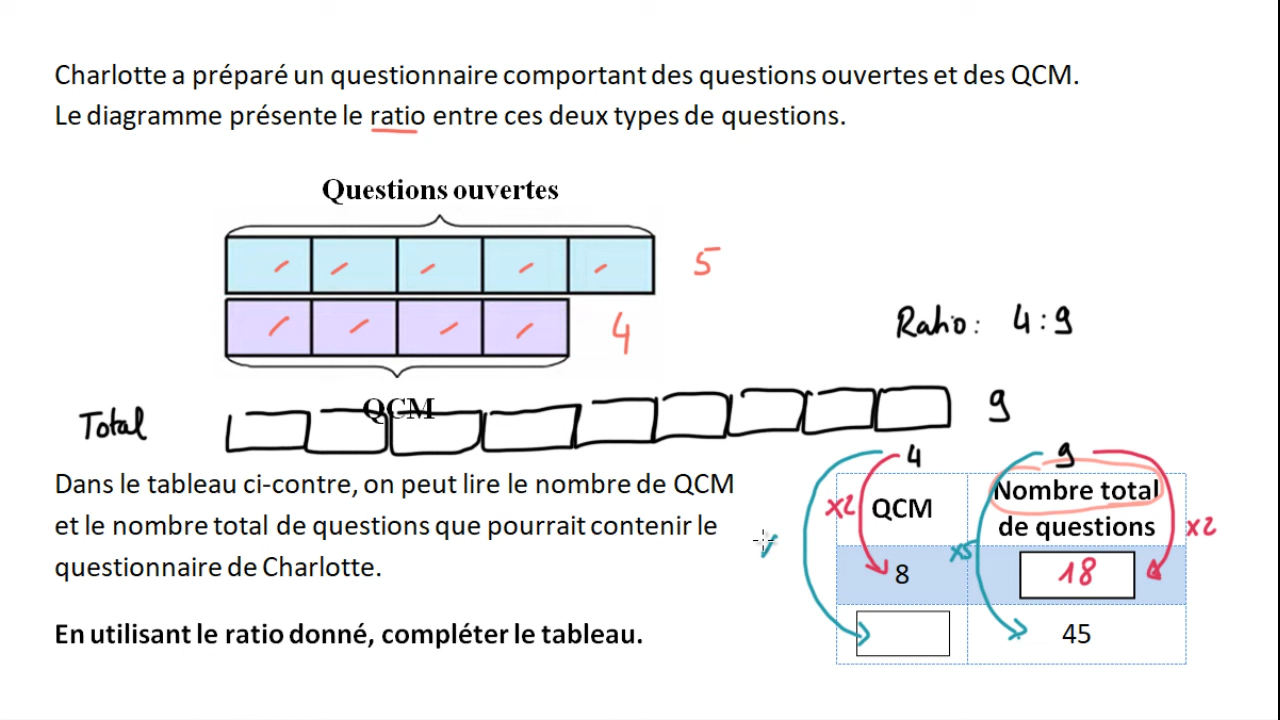 Charlotte a préparé un questionnaire comportant des questions ouvertes et des QCM.
Le diagramme présente le ratio entre ces deux types de questions.
Questions ouvertes
5
4
Ratio: 4:9
QCM
Total
9
Dans le tableau ci-contre, on peut lire le nombre de QCM
et le nombre total de questions que pourrait contenir le
questionnaire de Charlotte.
En utilisant le ratio donné, compléter le tableau.
4 9
x2 QCM Nombre total
de questions x2
x5
8 18
45